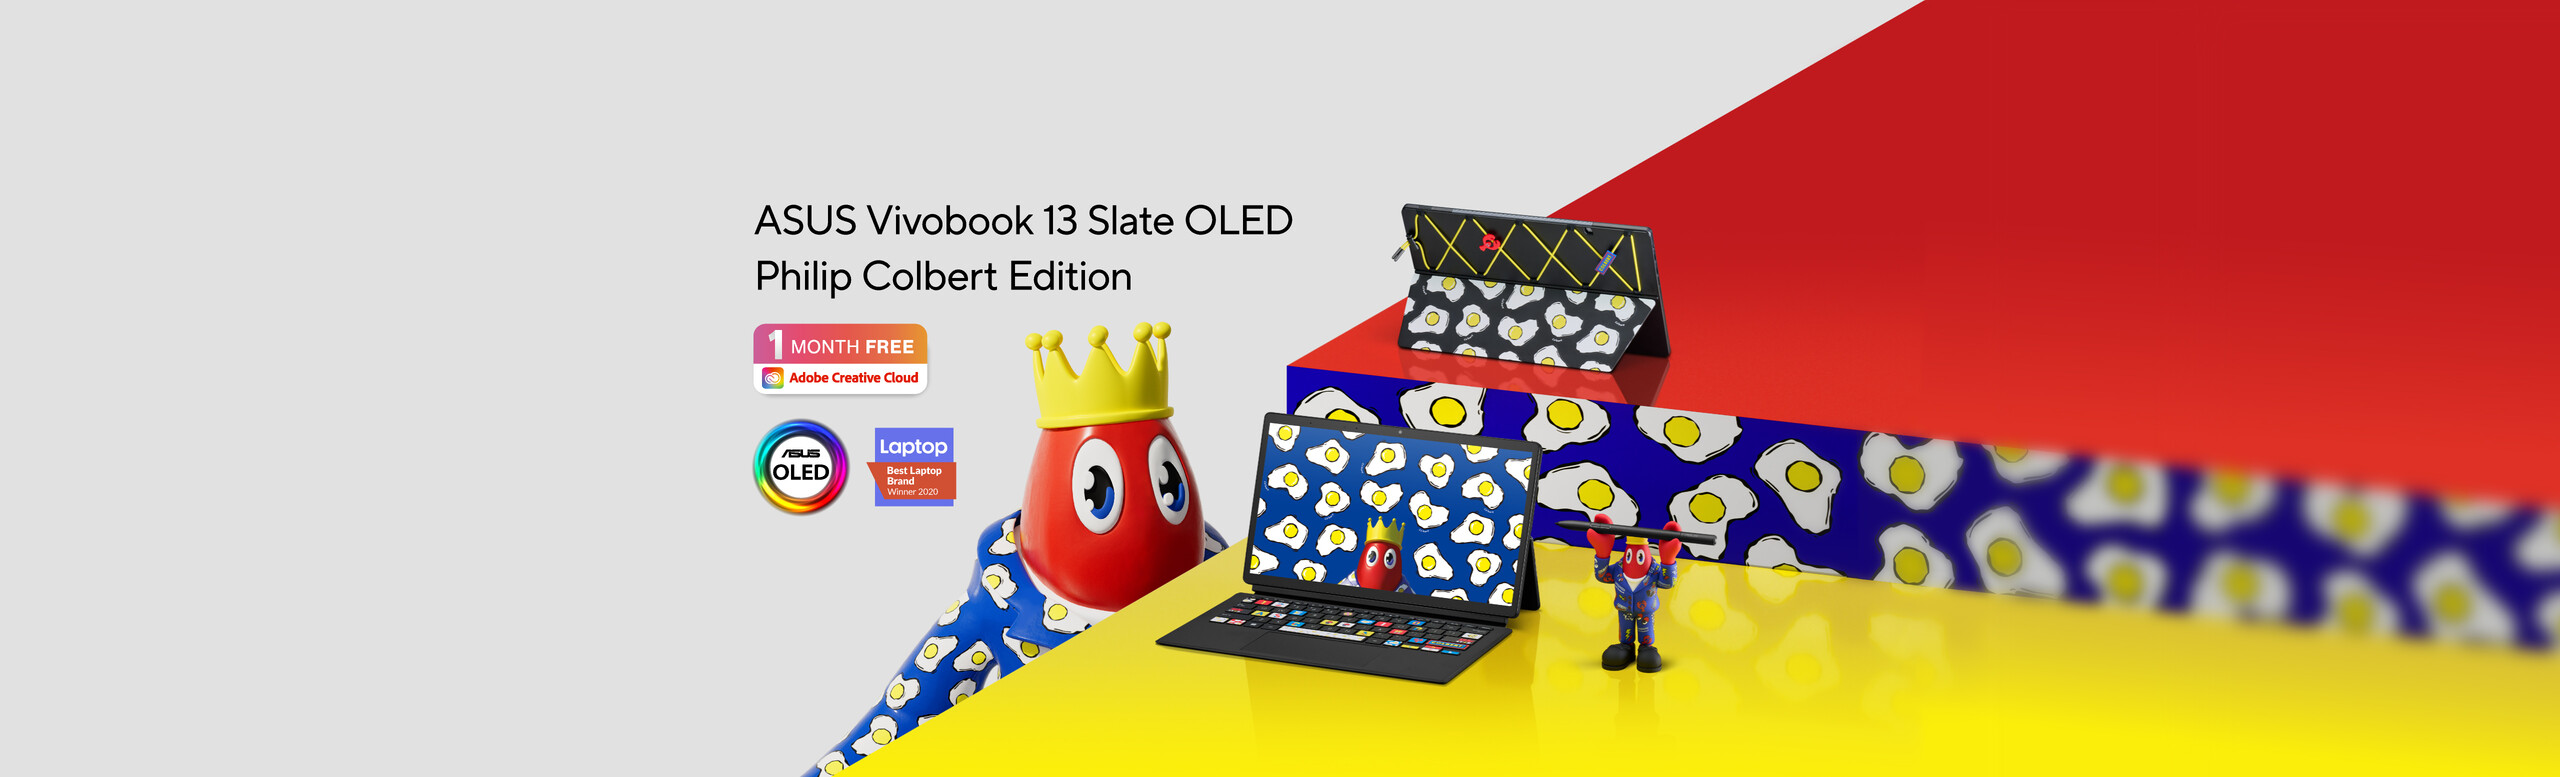 ASUS Vivobook 13 Slate OLED
Philip Colbert Edition
1 MONTH FREE
Adobe Creative Cloud
ASUS
OLED
Laptop
Best Laptop
Brand
Winner 2020